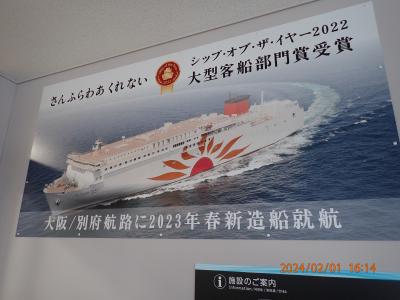 さんふらわあくれない
シップ・オブ・ザ・イヤー2022
大型客船部門賞受賞
大阪/別府航路に2023年春新造船就航
施設のご案内
2024/02/01 16:14